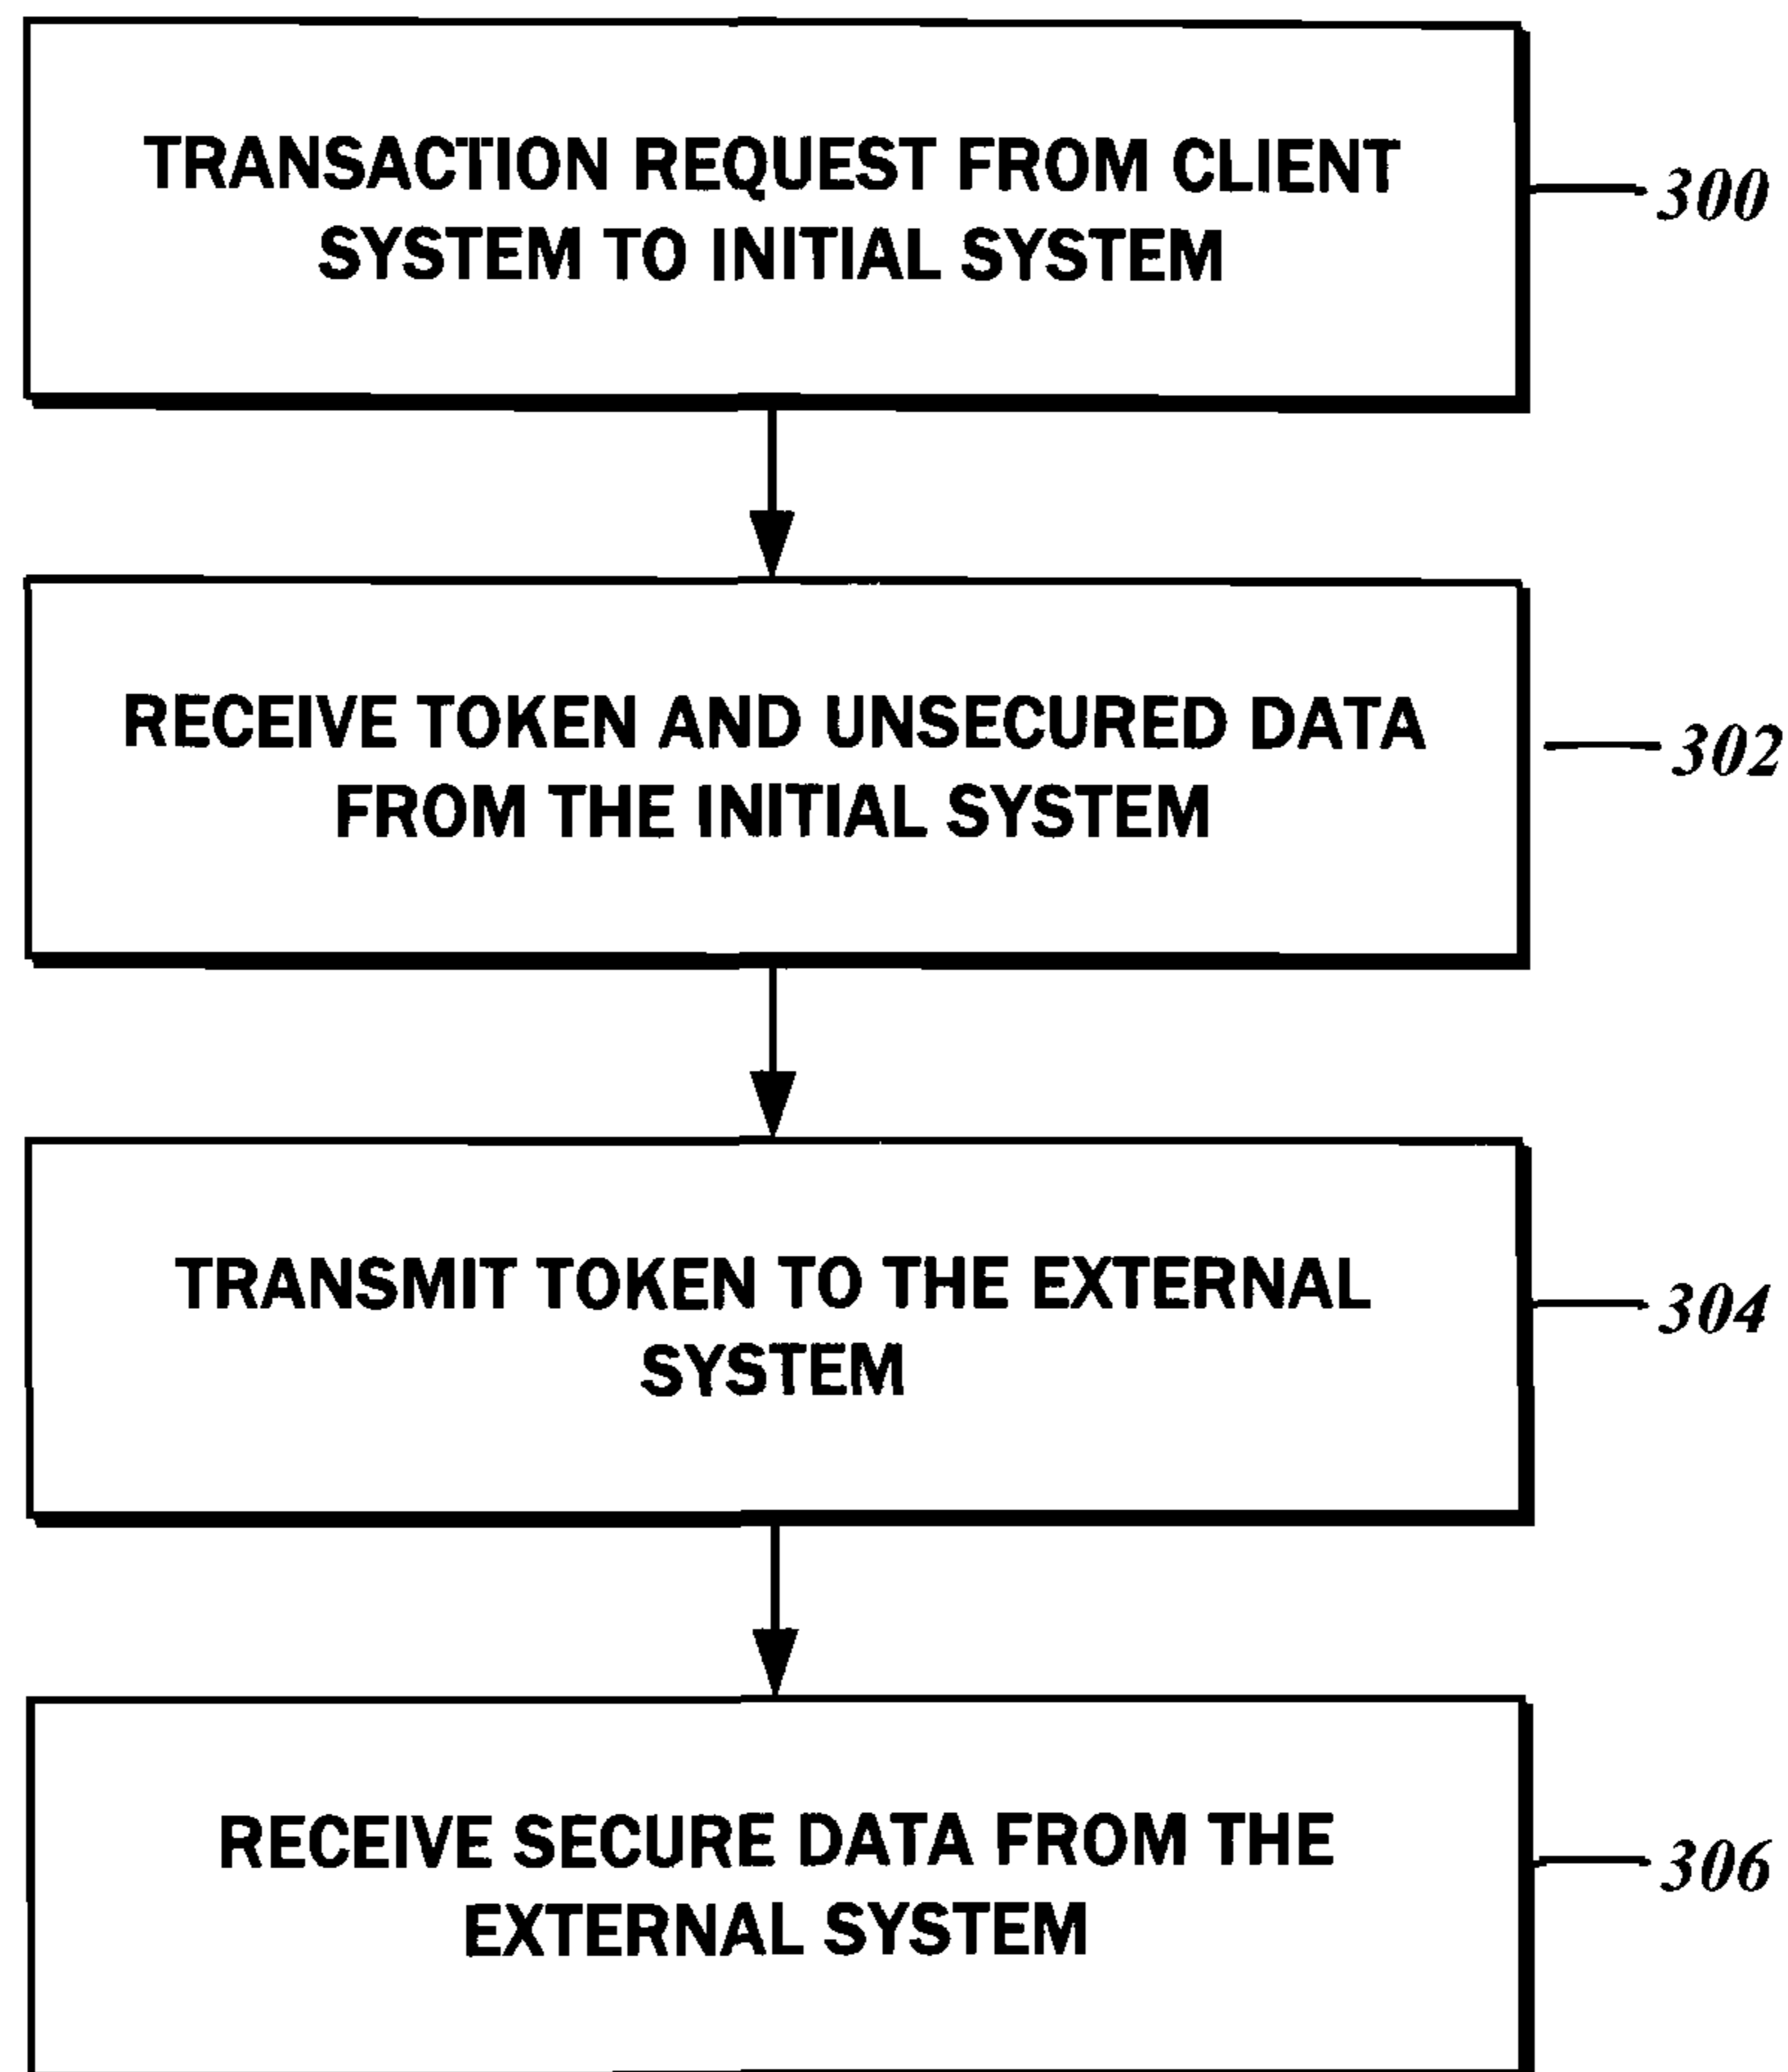 TRANSACTION REQUEST FROM CLIENT
SYSTEM TO INITIAL SYSTEM
300
RECEIVE TOKEN AND UNSECURED DATA
FROM THE INITIAL SYSTEM
302
TRANSMIT TOKEN TO THE EXTERNAL
SYSTEM
304
RECEIVE SECURE DATA FROM THE
EXTERNAL SYSTEM
306